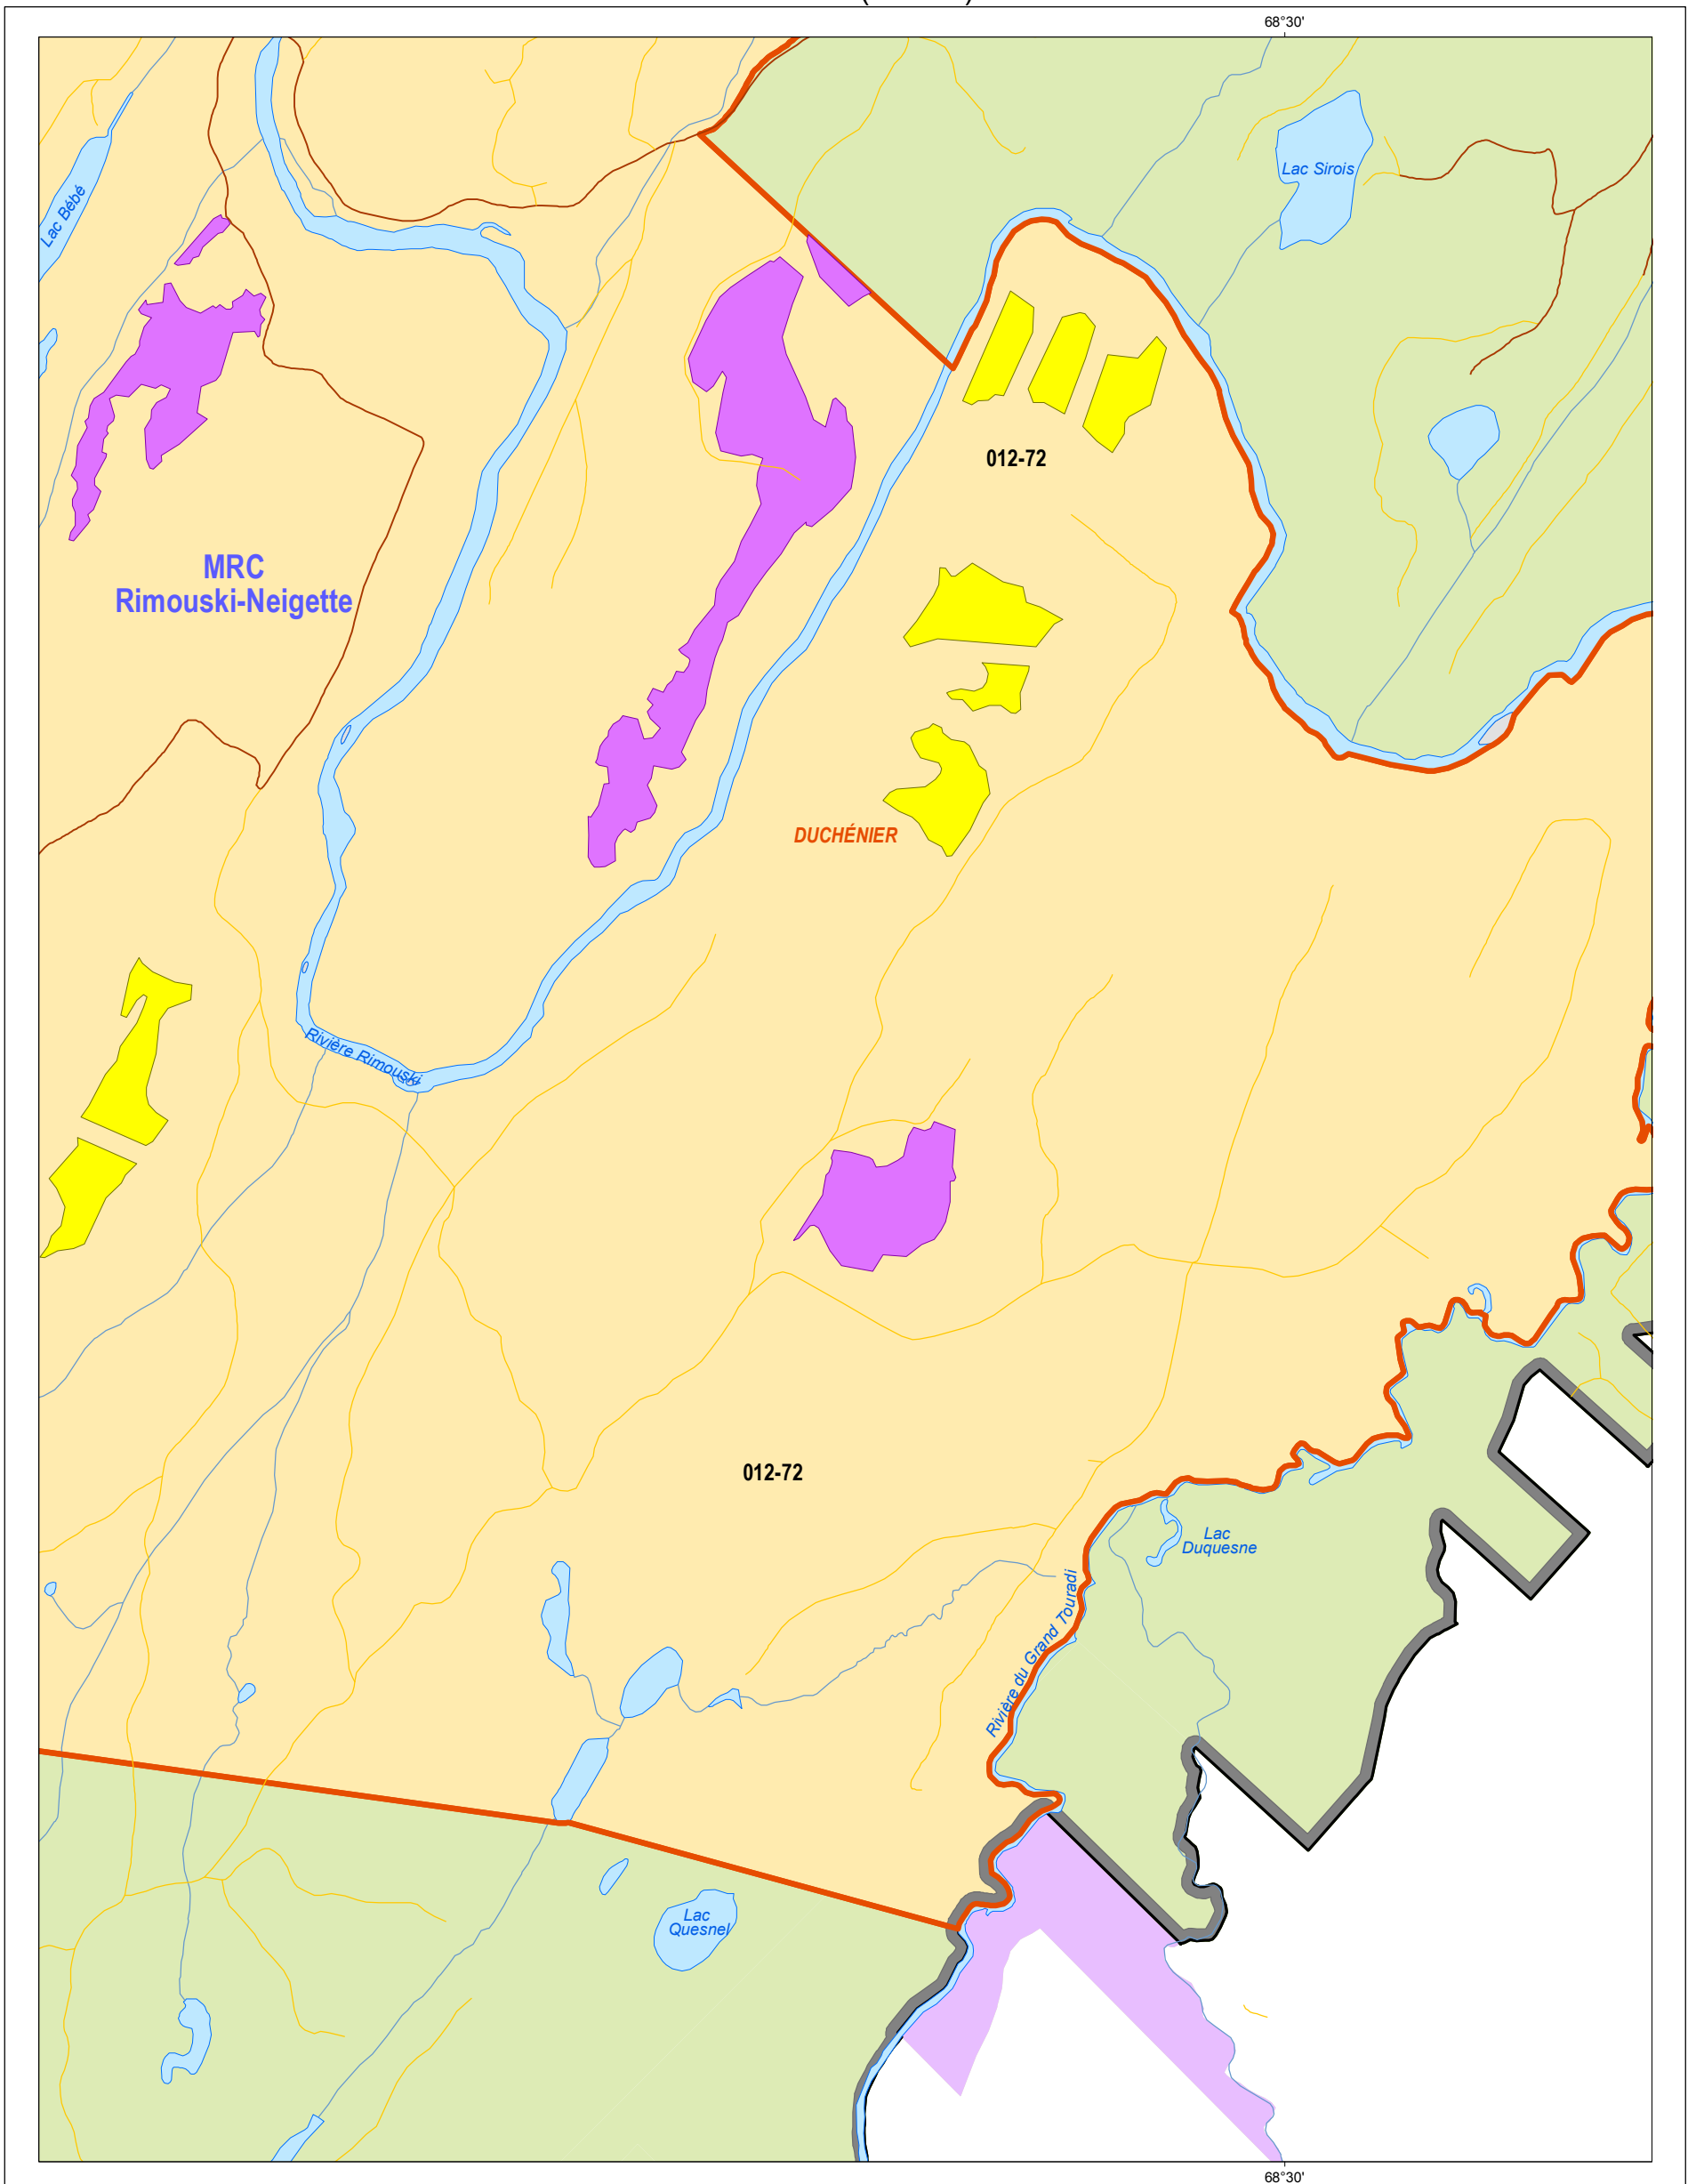 68°30'
Lac Sirois
Lac Bébé
012-72
MRC
Rimouski-Neigette
DUCHÉNIER
Rivière Rimouski
012-72
Lac
Duquesne
Rivière du Grand Touradi
Lac
Quesnel
68°30'